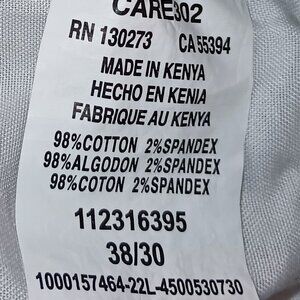 CARE302
RN 130273 CA 55394
MADE IN KENYA
HECHO EN KENIA
FABRIQUE AU KENYA
98%COTTON 2%SPANDEX
98%ALGODON 2%SPANDEX
98%COTON 2%SPANDEX
112316395
38/30
1000157464-22L-4500530730